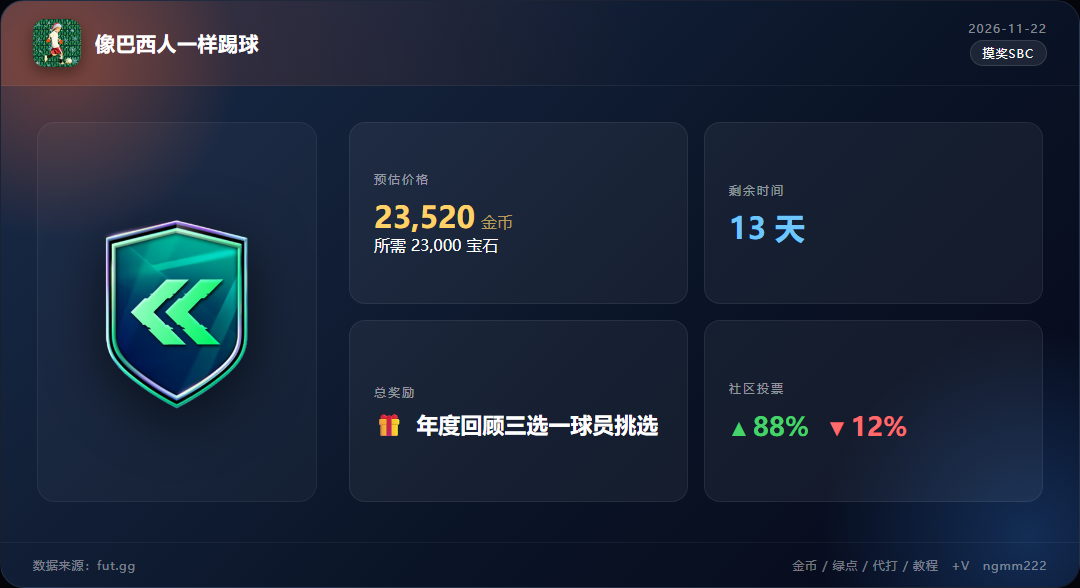 像巴西人一样踢球
2026-11-22
摸奖SBC
预估价格
23,520 金币
所需 23,000 宝石
剩余时间
13 天
总奖励
年度回顾三选一球员挑选
社区投票
▲88% ▼12%
数据来源：fut.gg
金币 / 绿点 / 代打 / 教程 +V ngmm222